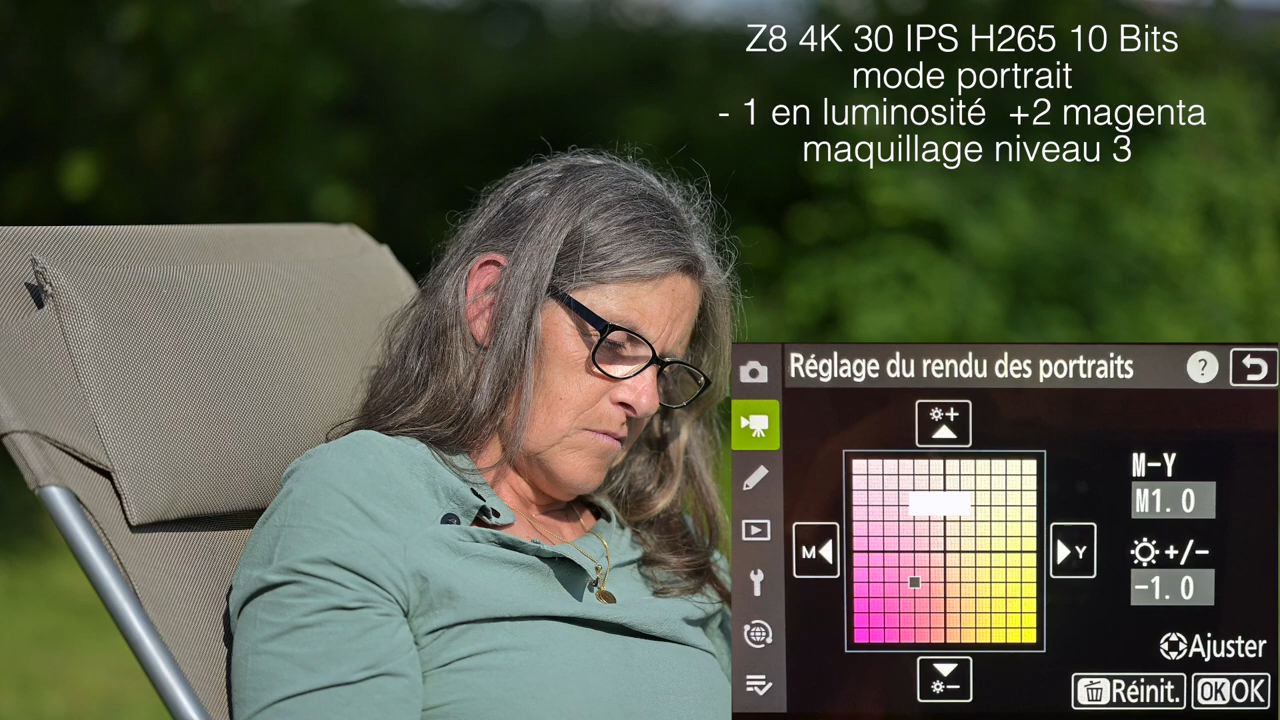 Z8 4K 30 IPS H265 10 Bits
mode portrait
- 1 en luminosité +2 magenta
maquillage niveau 3
Réglage du rendu des portraits
?
+
M-Y
M1.0
M
Y
+/-
-1.0
Ajuster
-
Réinit.
OK OK